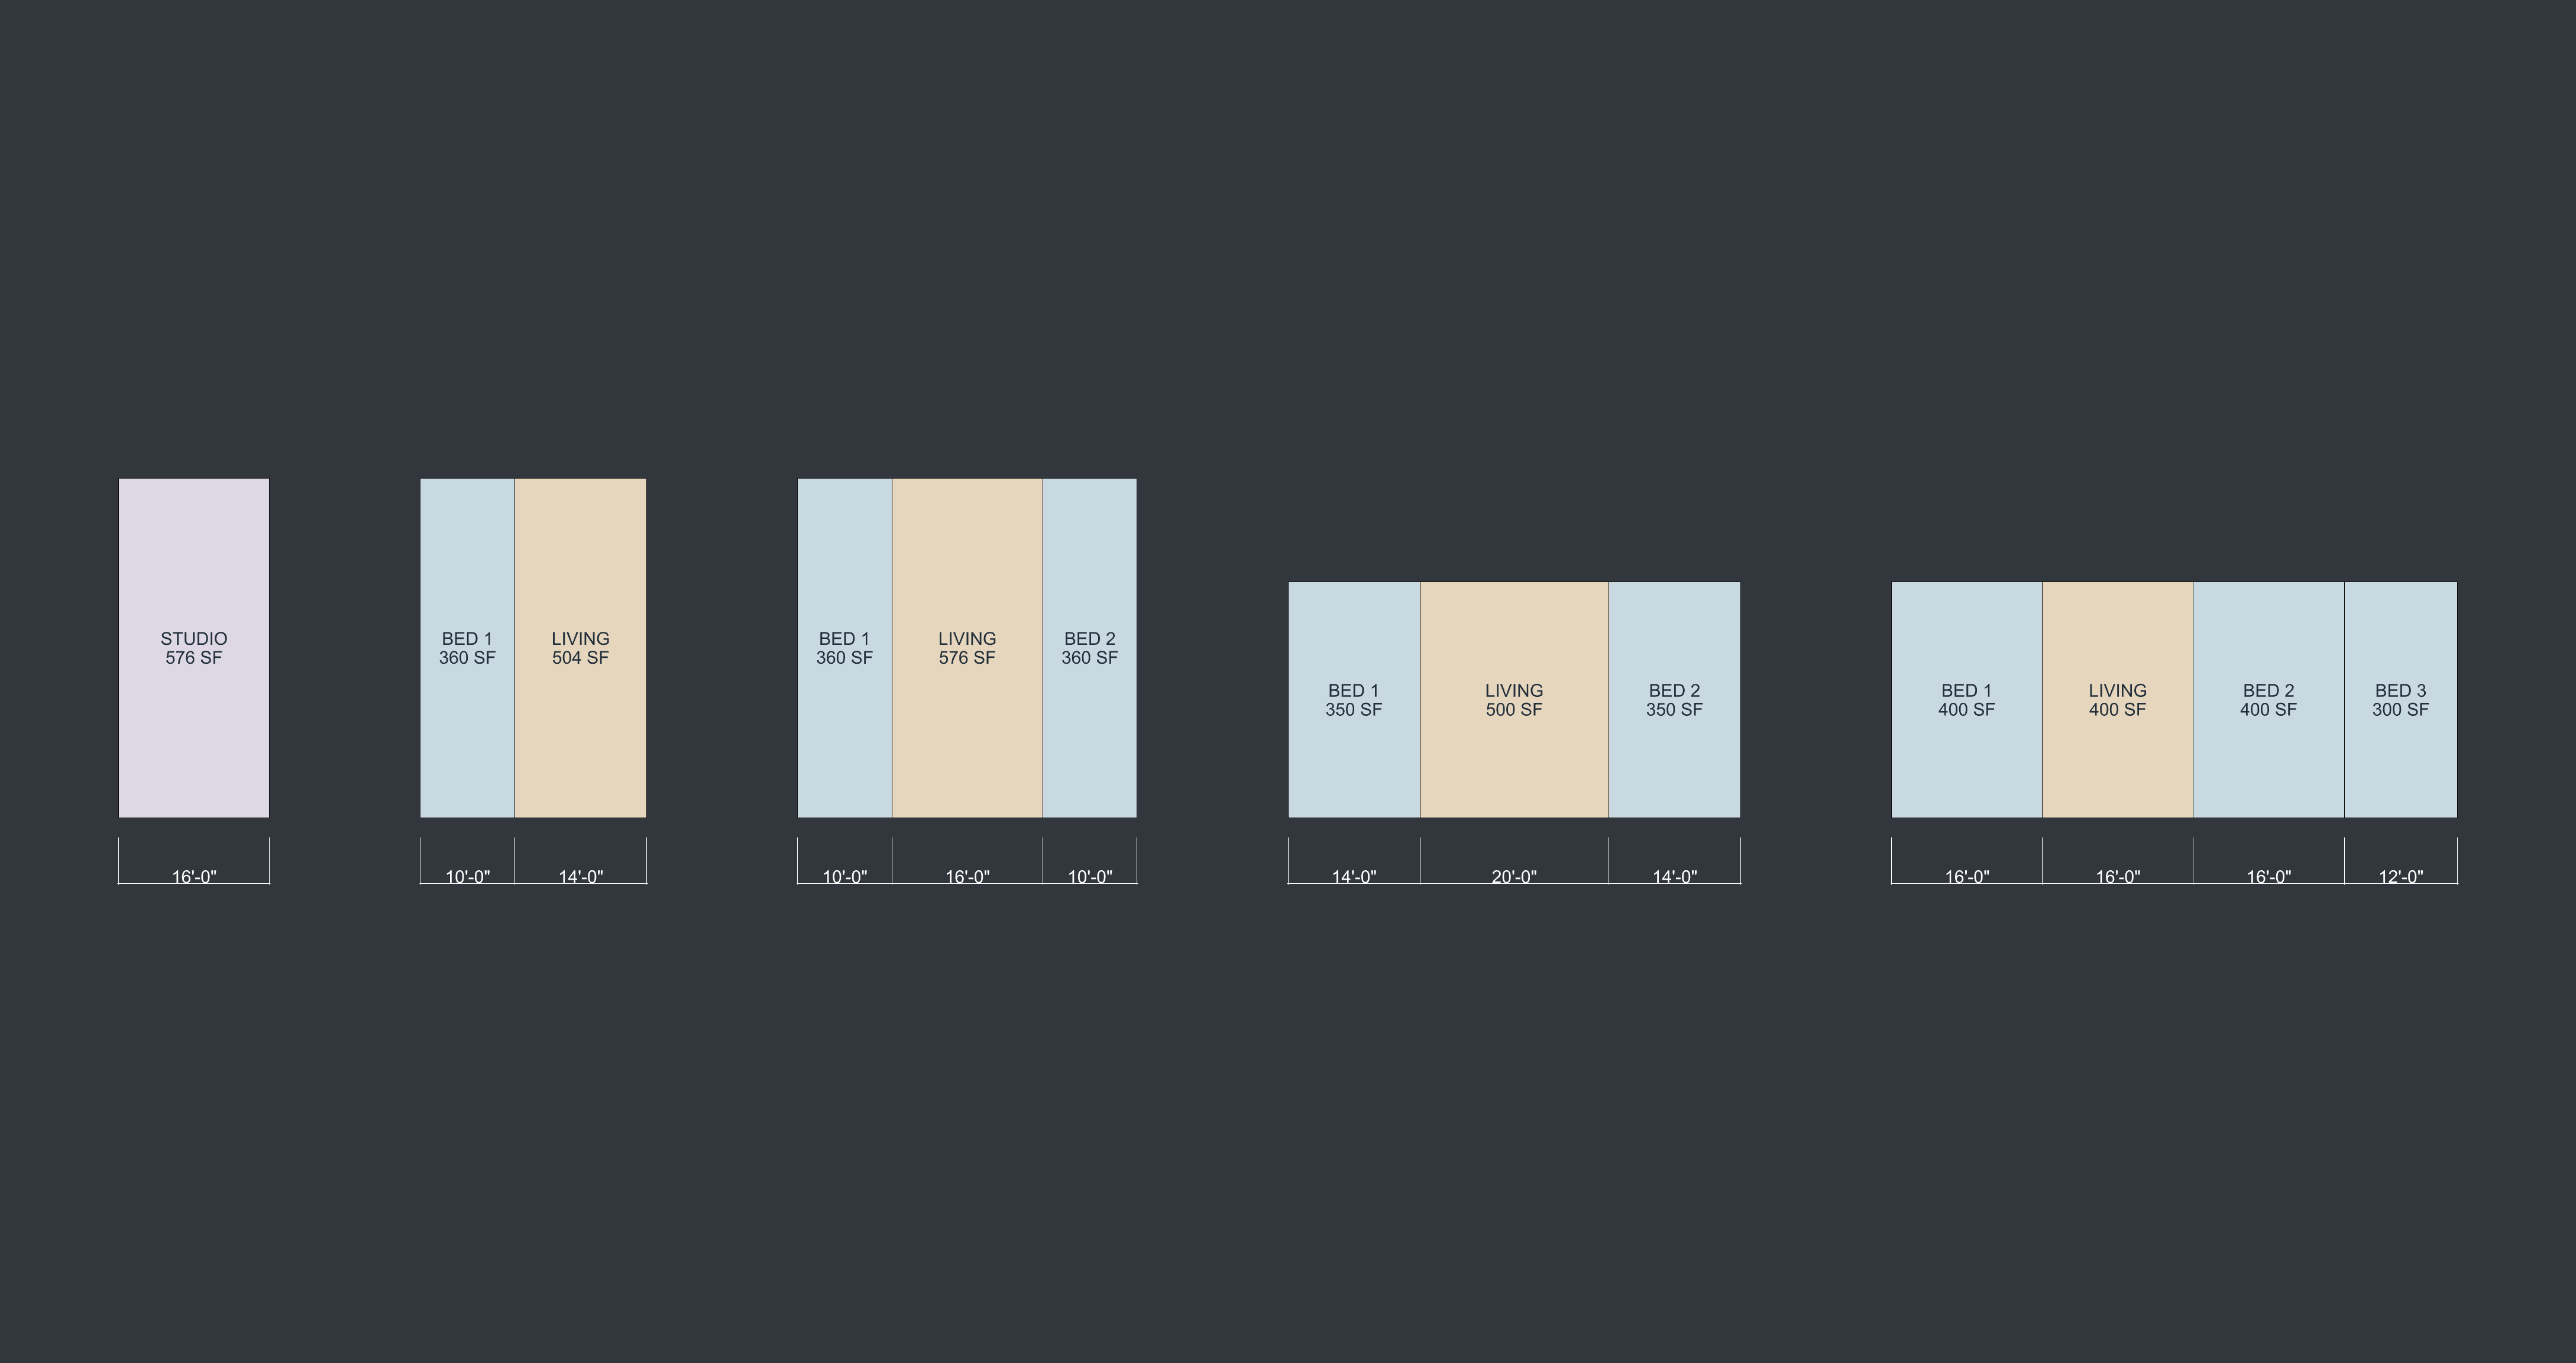 STUDIO
576 SF
16'-0"
BED 1
360 SF
LIVING
504 SF
10'-0"
14'-0"
BED 1
360 SF
LIVING
576 SF
BED 2
360 SF
10'-0"
16'-0"
10'-0"
BED 1
350 SF
LIVING
500 SF
BED 2
350 SF
14'-0"
20'-0"
14'-0"
BED 1
400 SF
LIVING
400 SF
BED 2
400 SF
BED 3
300 SF
16'-0"
16'-0"
16'-0"
12'-0"